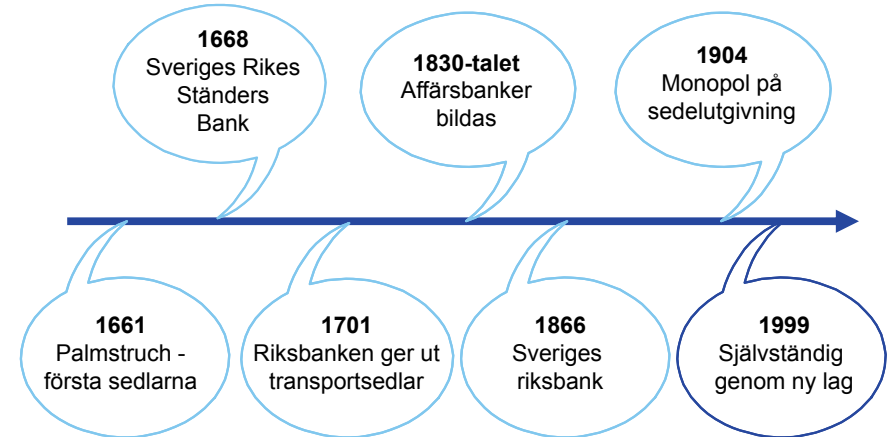 1668
Sveriges Rikes
Ständers
Bank
1830-talet
Affärsbanker
bildas
1904
Monopol på
sedelutgivning
1661
Palmstruch -
första sedlarna
1701
Riksbanken ger ut
transportsedlar
1866
Sveriges
riksbank
1999
Självständig
genom ny lag